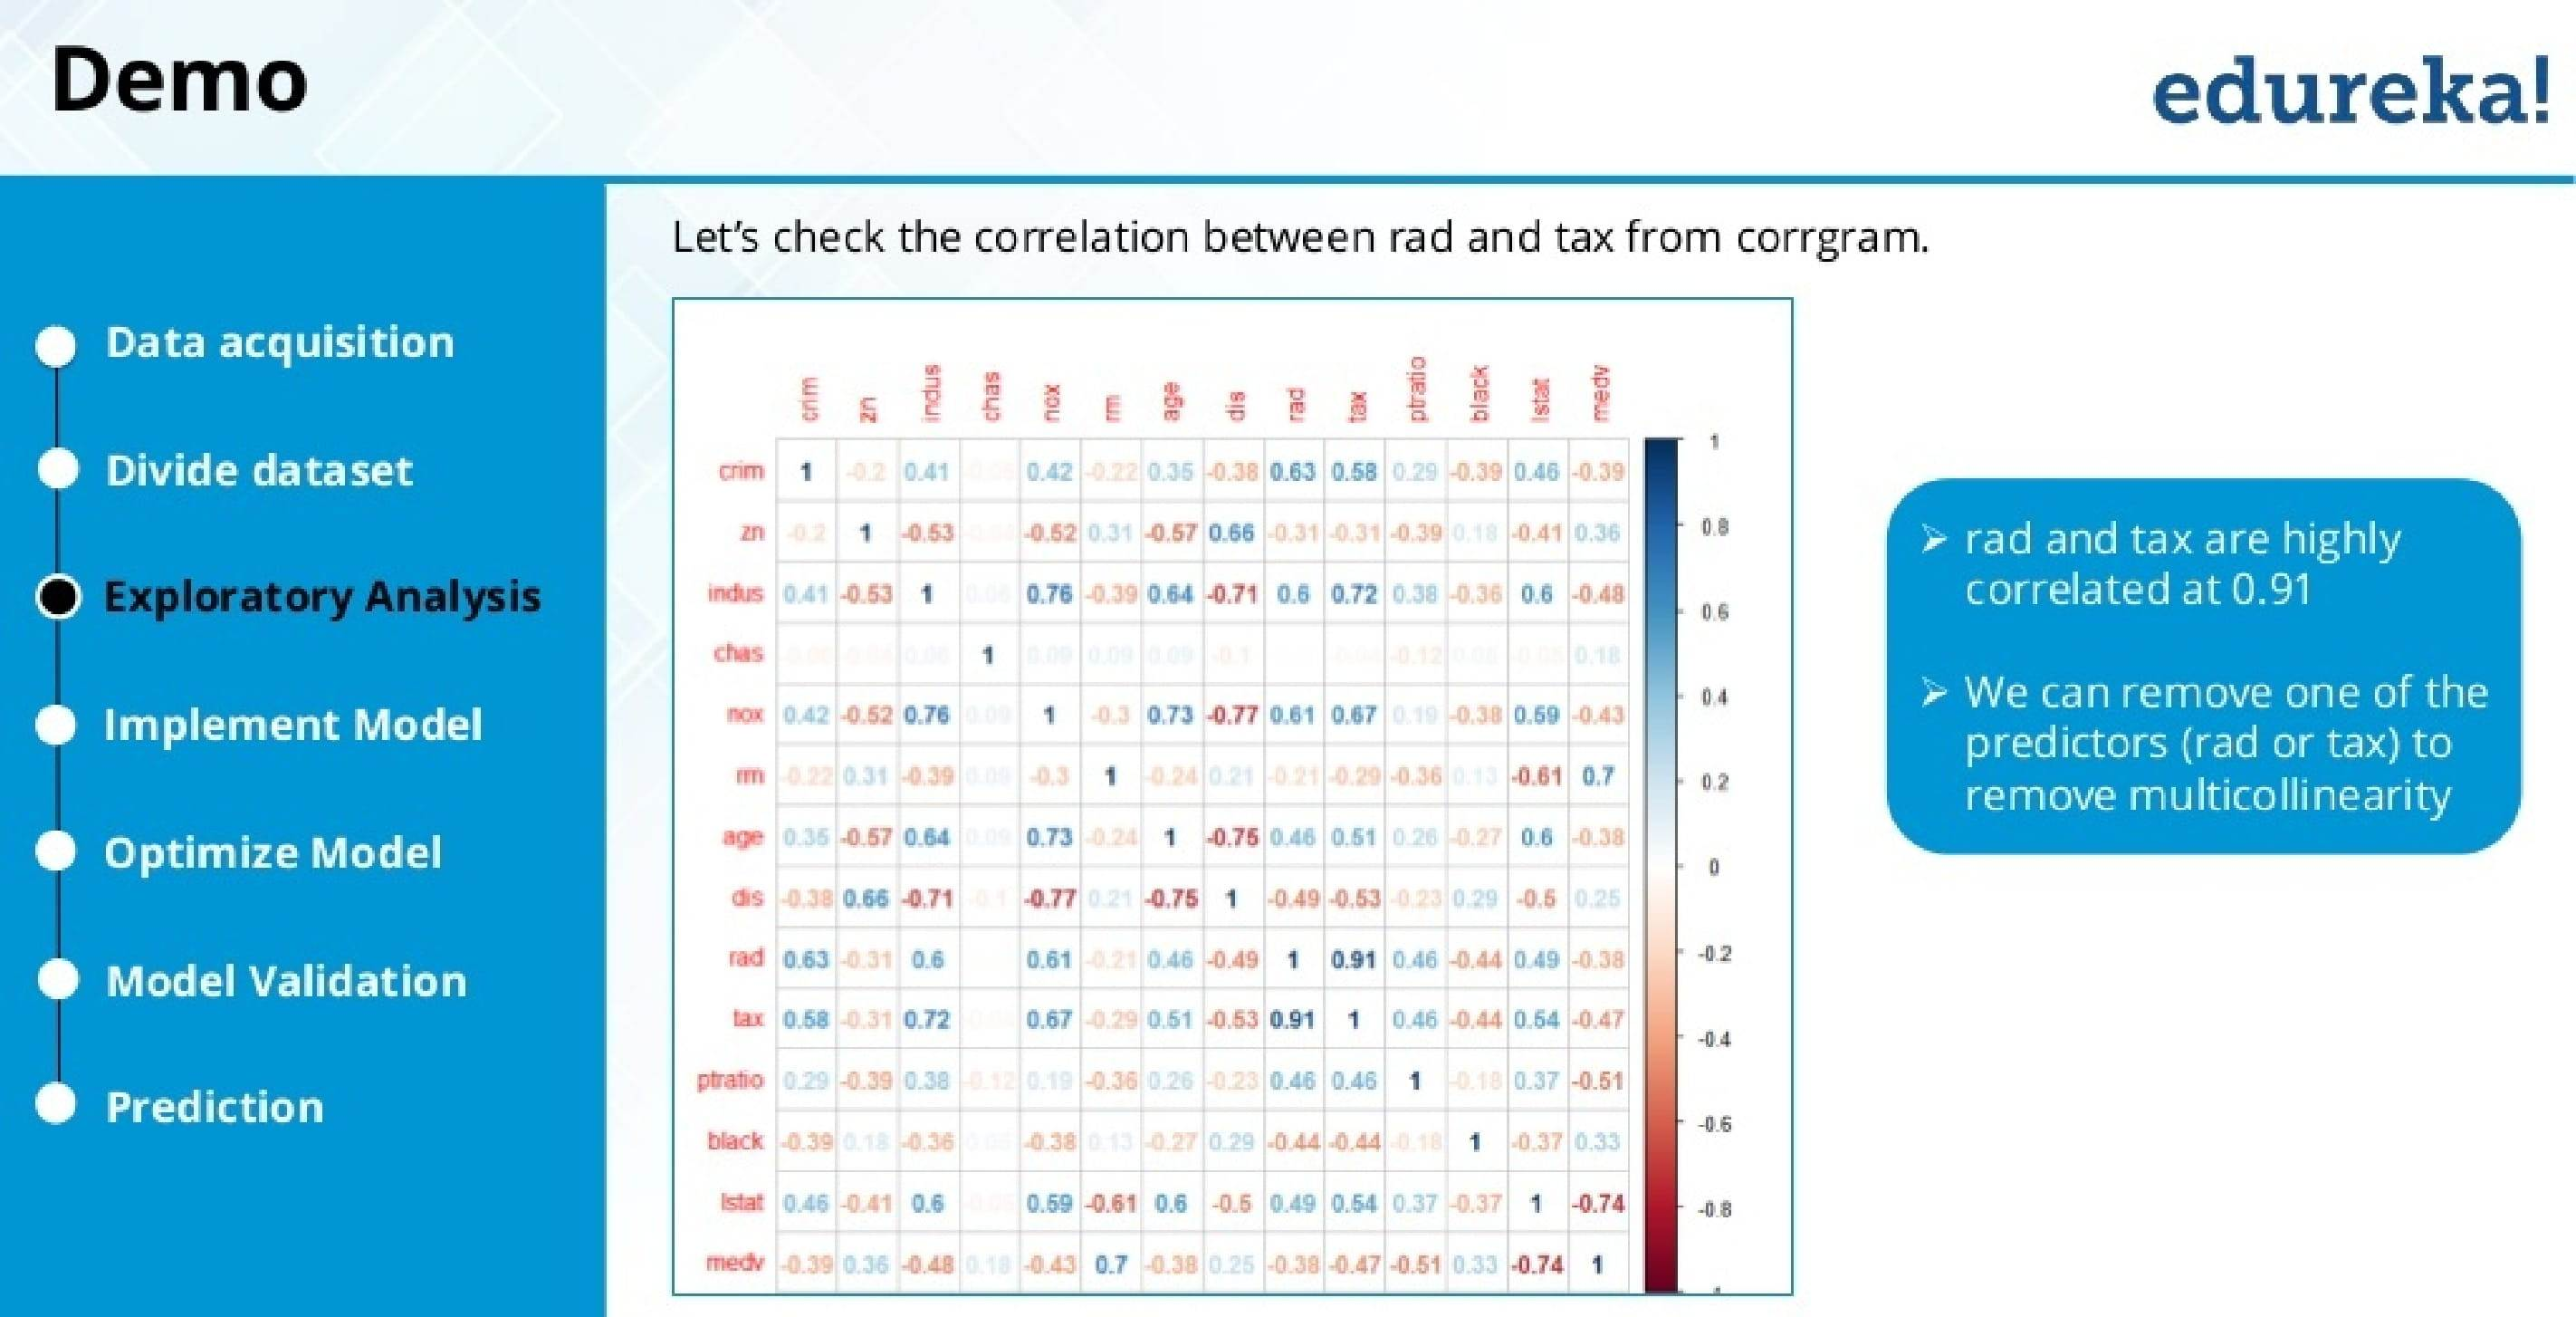 Demo
edureka!
Let's check the correlation between rad and tax from corrgram.
Data acquisition
Divide dataset
Exploratory Analysis
Implement Model
Optimize Model
Model Validation
Prediction
crim zn indus chas nox rm age dis rad tax ptratio black lstat medv
crim 1 -0.2 0.41 0.42 -0.22 0.35 -0.38 0.63 0.58 0.29 -0.39 0.46 -0.39
zn -0.2 1 -0.53 -0.52 0.31 -0.57 0.66 -0.31 -0.31 -0.39 0.18 -0.41 0.36
indus 0.41 -0.53 1 0.06 0.76 -0.39 0.64 -0.71 0.6 0.72 0.38 -0.36 0.6 -0.48
chas 0.06 1 0.09 0.09 0.09 -0.1 -0.12 0.18
nox 0.42 -0.52 0.76 0.09 1 -0.3 0.73 -0.77 0.61 0.67 0.19 -0.38 0.59 -0.43
rm -0.22 0.31 -0.39 0.09 -0.3 1 -0.24 0.21 -0.21 -0.29 -0.36 0.13 -0.61 0.7
age 0.35 -0.57 0.64 0.09 0.73 -0.24 1 -0.75 0.46 0.51 0.26 -0.27 0.6 -0.38
dis -0.38 0.66 -0.71 -0.1 -0.77 0.21 -0.75 1 -0.49 -0.53 -0.23 0.29 -0.5 0.25
rad 0.63 -0.31 0.6 0.61 -0.21 0.46 -0.49 1 0.91 0.46 -0.44 0.49 -0.38
tax 0.58 -0.31 0.72 0.67 -0.29 0.51 -0.53 0.91 1 0.46 -0.44 0.54 -0.47
ptratio 0.29 -0.39 0.38 -0.12 0.19 -0.36 0.26 -0.23 0.46 0.46 1 -0.18 0.37 -0.51
black -0.39 0.18 -0.36 -0.38 0.13 -0.27 0.29 -0.44 -0.44 -0.18 1 -0.37 0.33
lstat 0.46 -0.41 0.6 0.59 -0.61 0.6 -0.5 0.49 0.54 0.37 -0.37 1 -0.74
medv -0.39 0.36 -0.48 0.18 -0.43 0.7 -0.38 0.25 -0.38 -0.47 -0.51 0.33 -0.74 1
1
0.8
0.6
0.4
0.2
0
-0.2
-0.4
-0.6
-0.8
➢ rad and tax are highly
correlated at 0.91
➢ We can remove one of the
predictors (rad or tax) to
remove multicollinearity